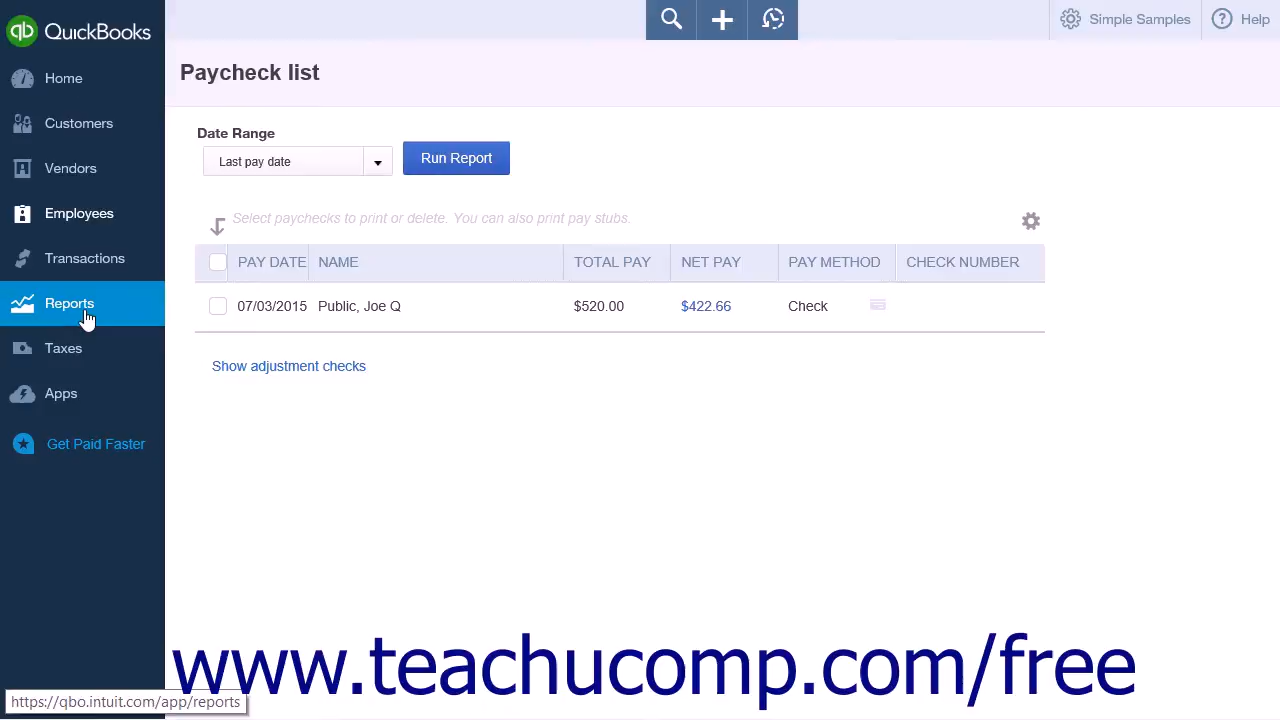 QuickBooks
Simple Samples
Help
Home
Customers
Vendors
Employees
Transactions
Reports
Taxes
Apps
Get Paid Faster
Paycheck list
Date Range
Last pay date
Run Report
Select paychecks to print or delete. You can also print pay stubs.
PAY DATE NAME TOTAL PAY NET PAY PAY METHOD CHECK NUMBER
07/03/2015 Public, Joe Q $520.00 $422.66 Check
Show adjustment checks
www.teachucomp.com/free
https://qbo.intuit.com/app/reports